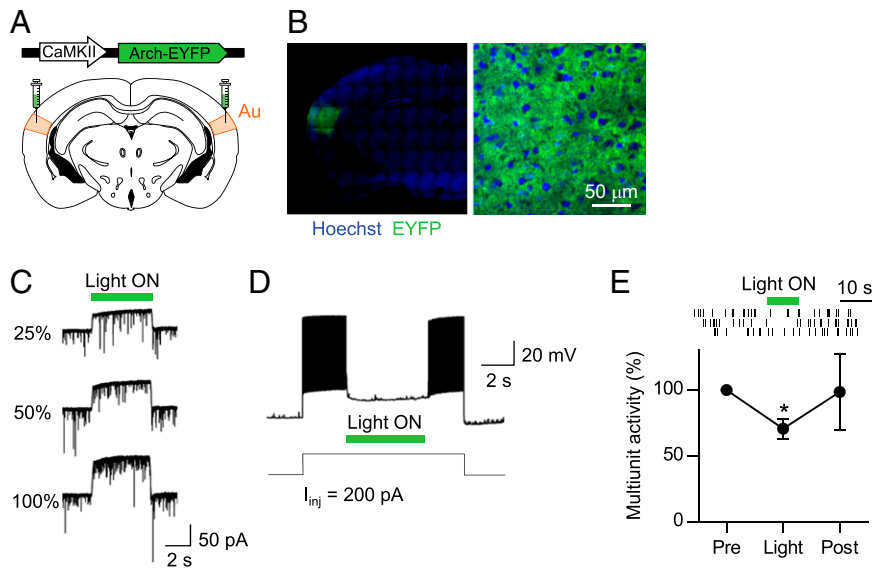 A
CaMKII Arch-EYFP
Au
B
50 μm
Hoechst EYFP
C
Light ON
25%
50%
100%
50 pA
2 s
D
20 mV
2 s
Light ON
Iinj = 200 pA
E
Light ON
10 s
Multiunit activity (%)
100
*
50
0
Pre Light Post